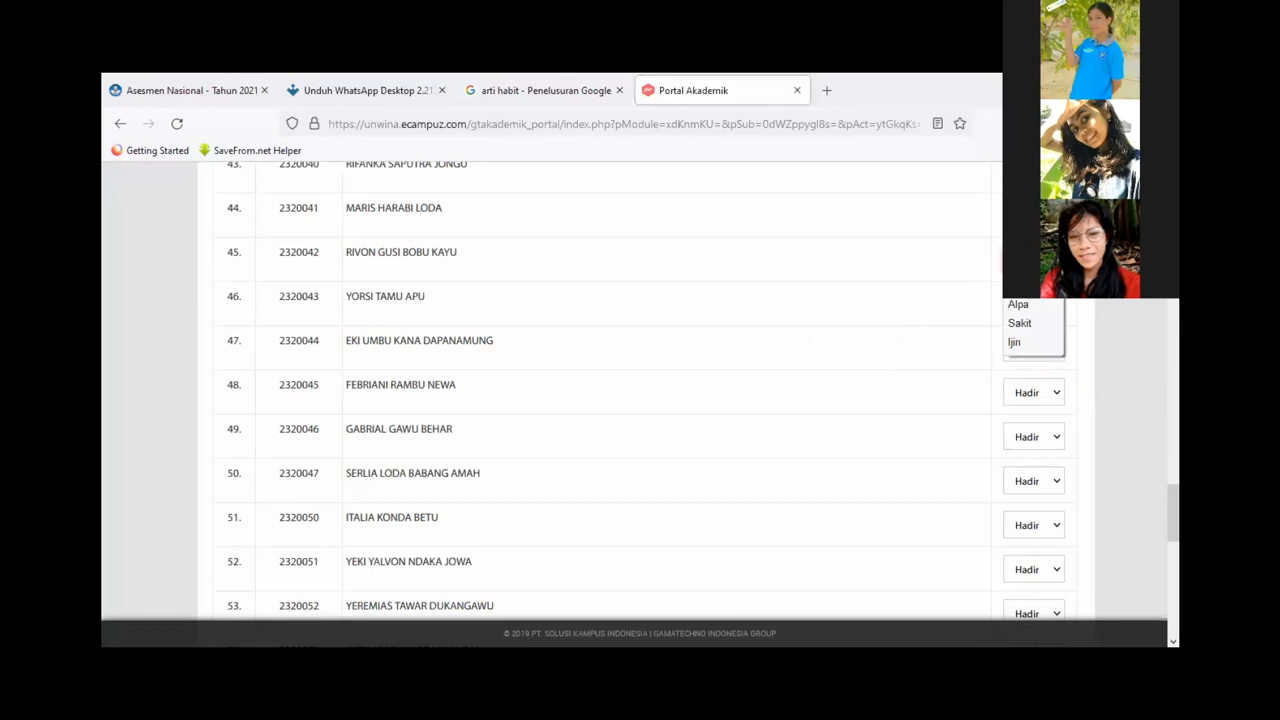 Asesmen Nasional - Tahun 2021
Unduh WhatsApp Desktop 2.21
arti habit - Penelusuran Google
Portal Akademik
https://unwina.ecampuz.com/gtakademik_portal/index.php?pModule=xdKnmKU=&pSub=0dWZppygl8s=&pAct=ytGkqKs
Getting Started
SaveFrom.net Helper
43. 2320040 RIFANKA SAPUTRA JONGU
44. 2320041 MARIS HARABI LODA
45. 2320042 RIVON GUSI BOBU KAYU
46. 2320043 YORSI TAMU APU
Alpa
Sakit
Ijin
47. 2320044 EKI UMBU KANA DAPANAMUNG
48. 2320045 FEBRIANI RAMBU NEWA Hadir
49. 2320046 GABRIAL GAWU BEHAR Hadir
50. 2320047 SERLIA LODA BABANG AMAH Hadir
51. 2320050 ITALIA KONDA BETU Hadir
52. 2320051 YEKI YALVON NDAKA JOWA Hadir
53. 2320052 YEREMIAS TAWAR DUKANGAWU Hadir
© 2019 PT. SOLUSI KAMPUS INDONESIA | GAMATECHNO INDONESIA GROUP